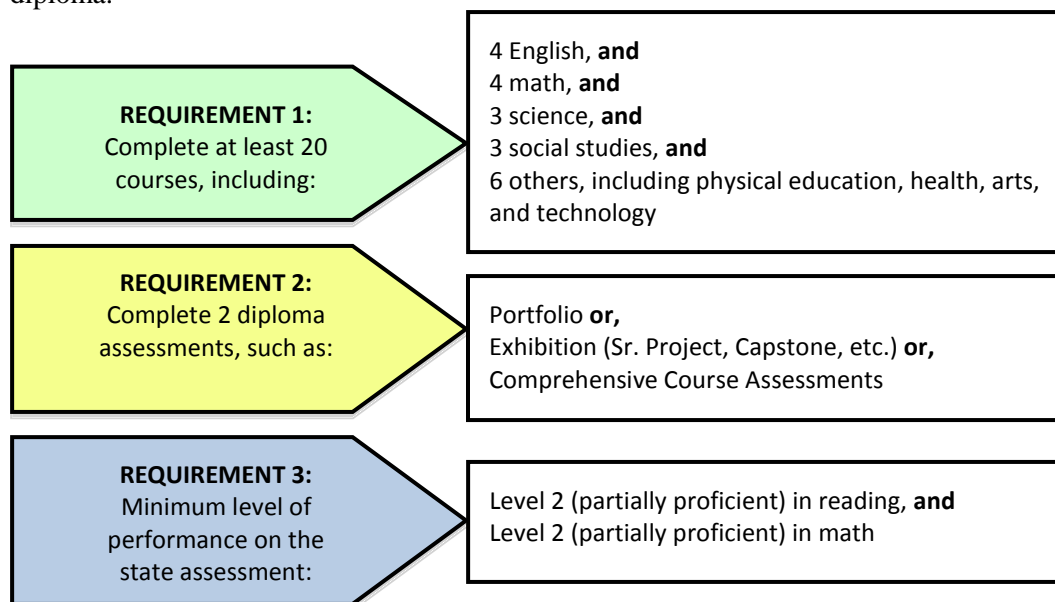 diploma.
REQUIREMENT 1:
Complete at least 20
courses, including:
4 English, and
4 math, and
3 science, and
3 social studies, and
6 others, including physical education, health, arts,
and technology
REQUIREMENT 2:
Complete 2 diploma
assessments, such as:
Portfolio or,
Exhibition (Sr. Project, Capstone, etc.) or,
Comprehensive Course Assessments
REQUIREMENT 3:
Minimum level of
performance on the
state assessment:
Level 2 (partially proficient) in reading, and
Level 2 (partially proficient) in math